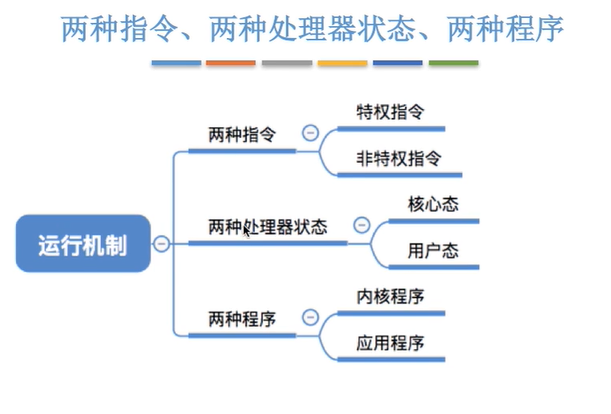 两种指令、两种处理器状态、两种程序
运行机制
两种指令
特权指令
非特权指令
两种处理器状态
核心态
用户态
两种程序
内核程序
应用程序